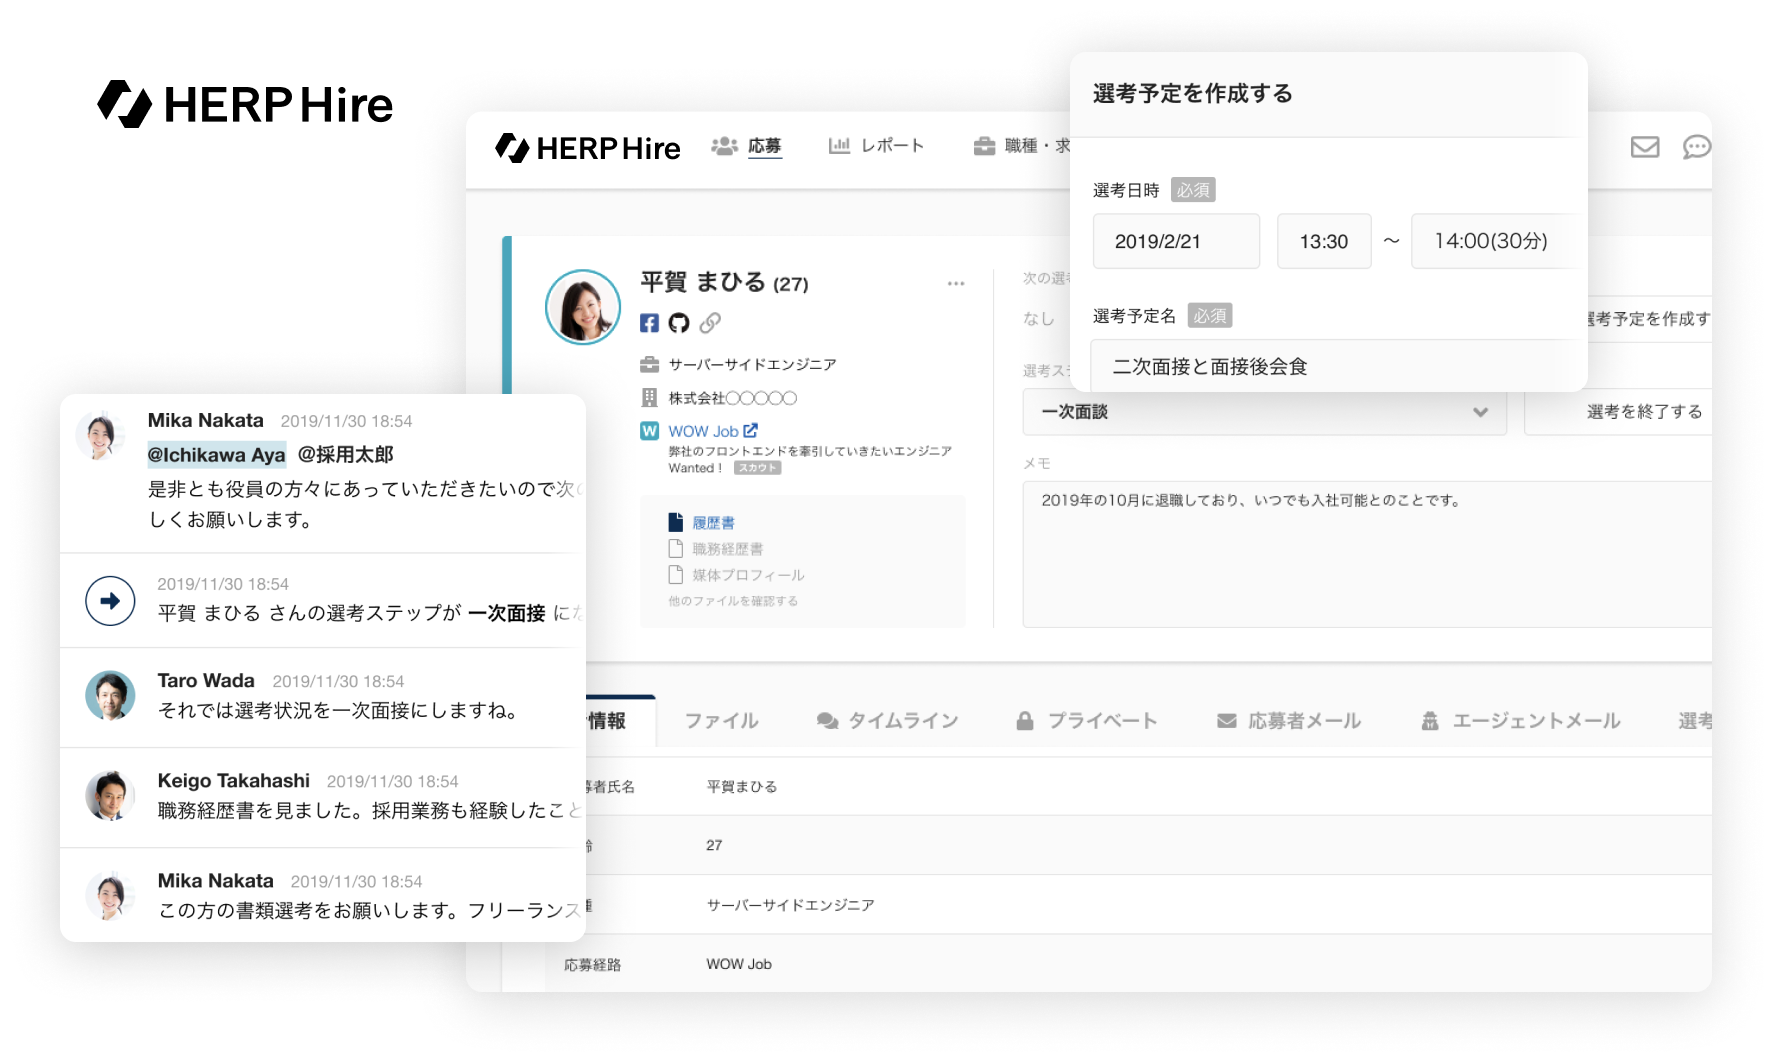 HERP Hire
HERP Hire
応募
レポート
職種・求
選考予定を作成する
選考日時 必須
2019/2/21 13:30 〜 14:00(30分)
選考予定名 必須
二次面接と面接後会食
平賀 まひる (27)
サーバーサイドエンジニア
株式会社〇〇〇〇〇
WOW Job
弊社のフロントエンドを牽引していきたいエンジニア
Wanted！ スカウト
履歴書
職務経歴書
媒体プロフィール
他のファイルを確認する
次の選
なし
選考予定を作成す
選考ス
一次面談
選考を終了する
メモ
2019年の10月に退職しており、いつでも入社可能とのことです。
Mika Nakata 2019/11/30 18:54
@Ichikawa Aya @採用太郎
是非とも役員の方々にあっていただきたいので次の
しくお願いします。
2019/11/30 18:54
平賀 まひる さんの選考ステップが 一次面接 にな
Taro Wada 2019/11/30 18:54
それでは選考状況を一次面接にしますね。
Keigo Takahashi 2019/11/30 18:54
職務経歴書を見ました。採用業務も経験したこと
Mika Nakata 2019/11/30 18:54
この方の書類選考をお願いします。フリーランス
情報
ファイル
タイムライン
プライベート
応募者メール
エージェントメール
選考
募者氏名 平賀まひる
齢 27
種 サーバーサイドエンジニア
応募経路 WOW Job